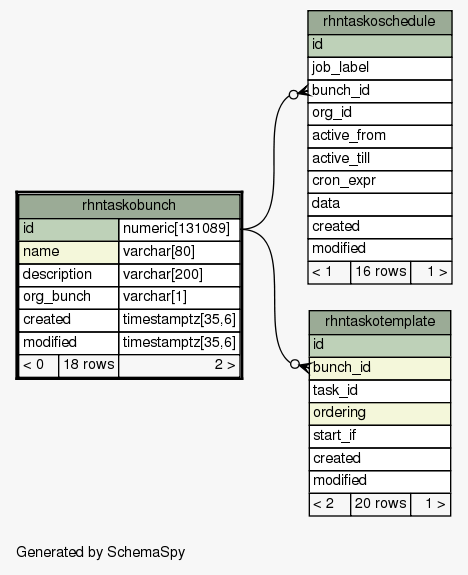 rhntaskoschedule
id
job_label
bunch_id
org_id
active_from
active_till
cron_expr
data
created
modified
< 1 16 rows 1 >
rhntaskobunch
id numeric[131089]
name varchar[80]
description varchar[200]
org_bunch varchar[1]
created timestamptz[35,6]
modified timestamptz[35,6]
< 0 18 rows 2 >
rhntaskotemplate
id
bunch_id
task_id
ordering
start_if
created
modified
< 2 20 rows 1 >
Generated by SchemaSpy